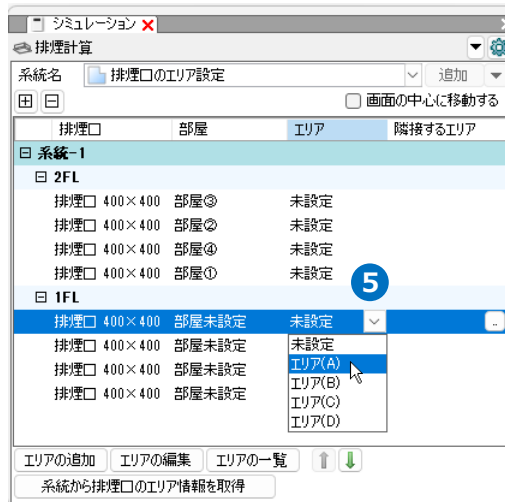 シミュレーション
排煙計算
系統名 排煙口のエリア設定 追加
画面の中心に移動する
排煙口 部屋 エリア 隣接するエリア
系統-1
2FL
排煙口 400×400 部屋③ 未設定
排煙口 400×400 部屋② 未設定
排煙口 400×400 部屋④ 未設定
排煙口 400×400 部屋① 未設定
5
1FL
排煙口 400×400 部屋未設定 未設定 ..
排煙口 400×400 部屋未設定 未設定
排煙口 400×400 部屋未設定 エリア(A)
エリア(B)
排煙口 400×400 部屋未設定 エリア(C)
エリア(D)
エリアの追加 エリアの編集 エリアの一覧
系統から排煙口のエリア情報を取得